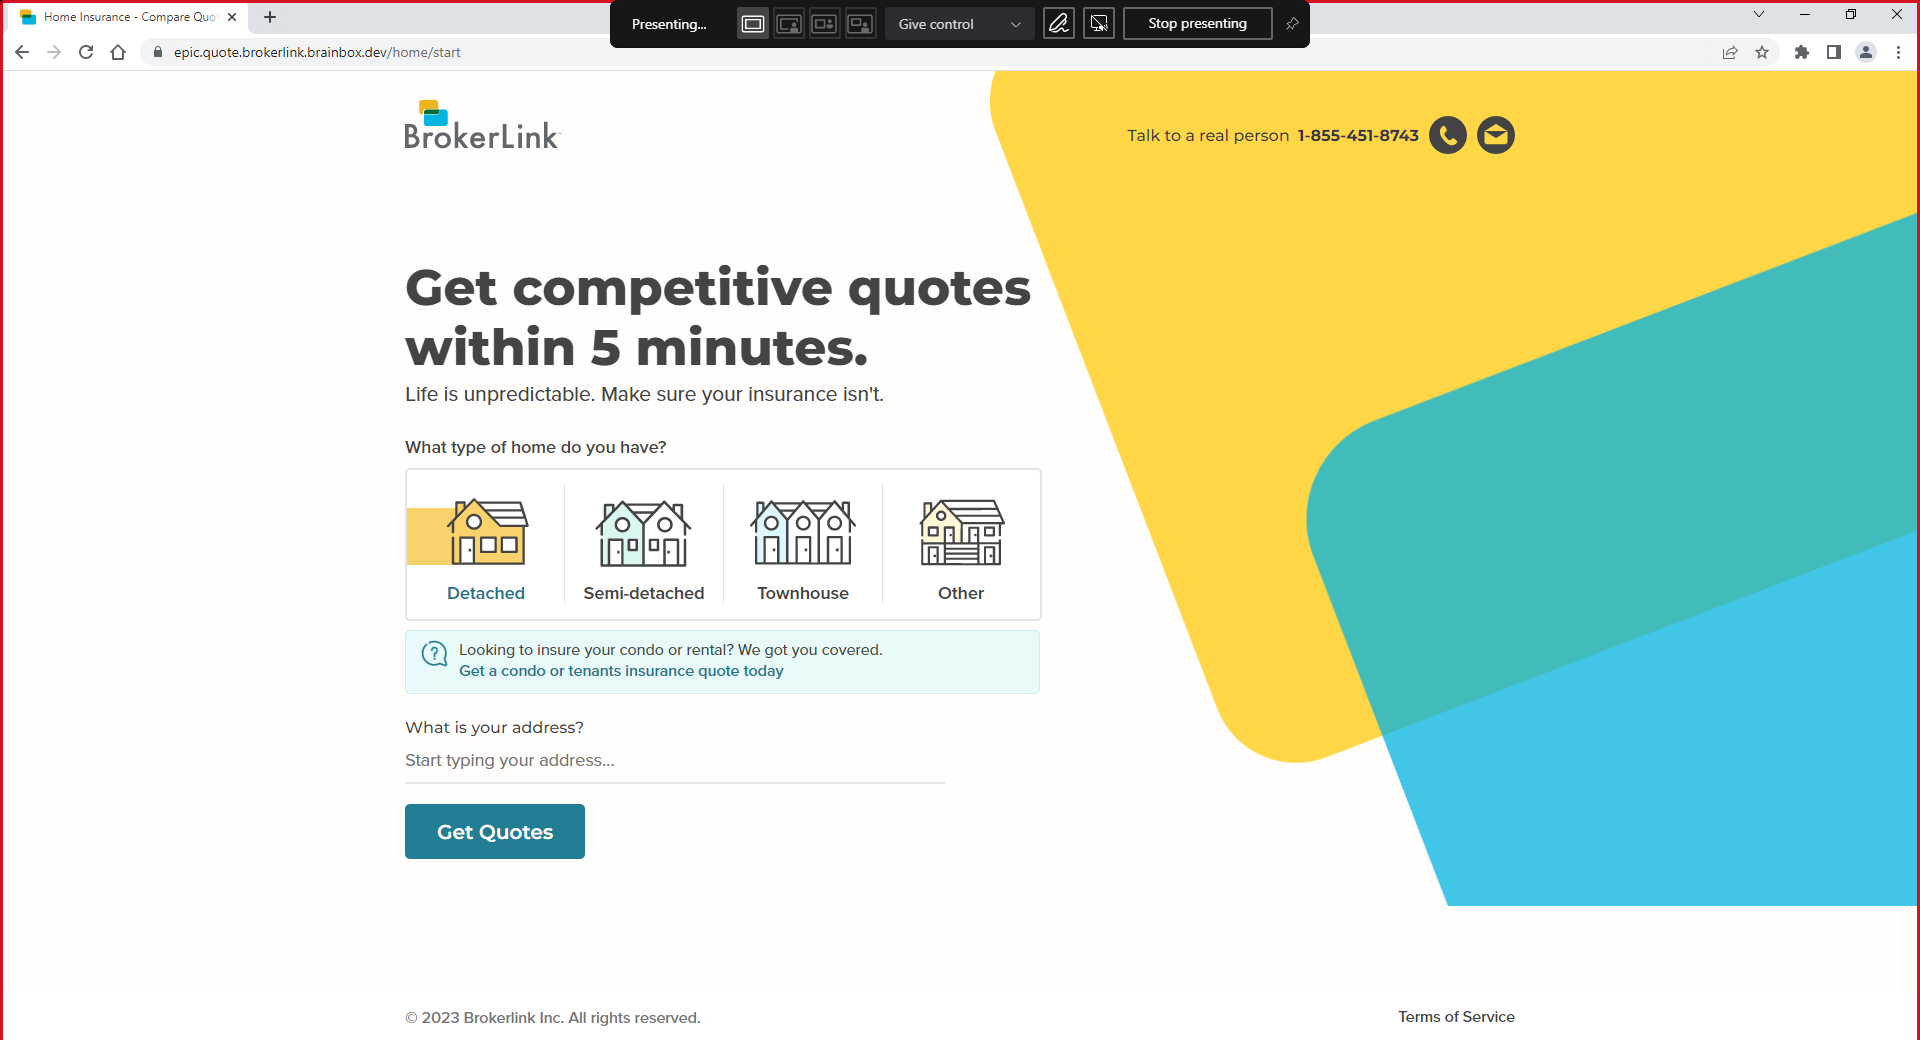 Home Insurance - Compare Quo
Presenting...
Give control
Stop presenting
epic.quote.brokerlink.brainbox.dev/home/start
BrokerLink
Talk to a real person 1-855-451-8743
Get competitive quotes
within 5 minutes.
Life is unpredictable. Make sure your insurance isn't.
What type of home do you have?
Detached
Semi-detached
Townhouse
Other
?
Looking to insure your condo or rental? We got you covered.
Get a condo or tenants insurance quote today
What is your address?
Start typing your address...
Get Quotes
© 2023 Brokerlink Inc. All rights reserved.
Terms of Service